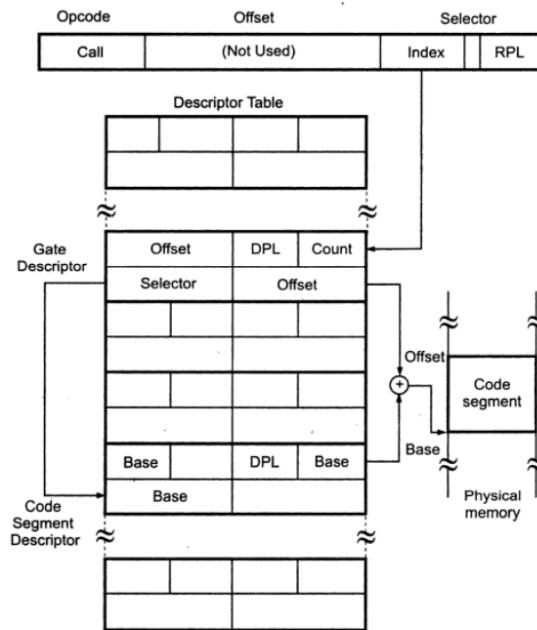 Opcode Offset Selector
Call (Not Used) Index RPL
Descriptor Table
Gate
Descriptor
Offset DPL Count
Selector Offset
Offset
+
Code
segment
Base DPL Base
Base
Base
Code
Segment
Descriptor
Physical
memory